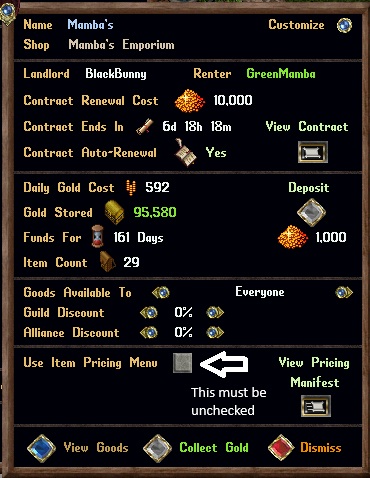 Name Mamba's Customize
Shop Mamba's Emporium
Landlord BlackBunny Renter GreenMamba
Contract Renewal Cost 10,000
Contract Ends In 6d 18h 18m View Contract
Contract Auto-Renewal Yes
Daily Gold Cost 592 Deposit
Gold Stored 95,580
Funds For 161 Days 1,000
Item Count 29
Goods Available To Everyone
Guild Discount 0%
Alliance Discount 0%
Use Item Pricing Menu View Pricing
Manifest
This must be
unchecked
View Goods Collect Gold Dismiss